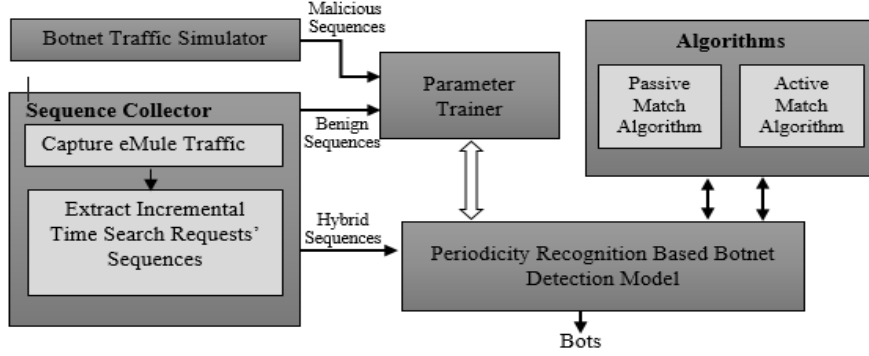 Botnet Traffic Simulator
Malicious
Sequences
Sequence Collector
Capture eMule Traffic
Extract Incremental
Time Search Requests'
Sequences
Benign
Sequences
Hybrid
Sequences
Parameter
Trainer
Algorithms
Passive
Match
Algorithm
Active
Match
Algorithm
Periodicity Recognition Based Botnet
Detection Model
Bots